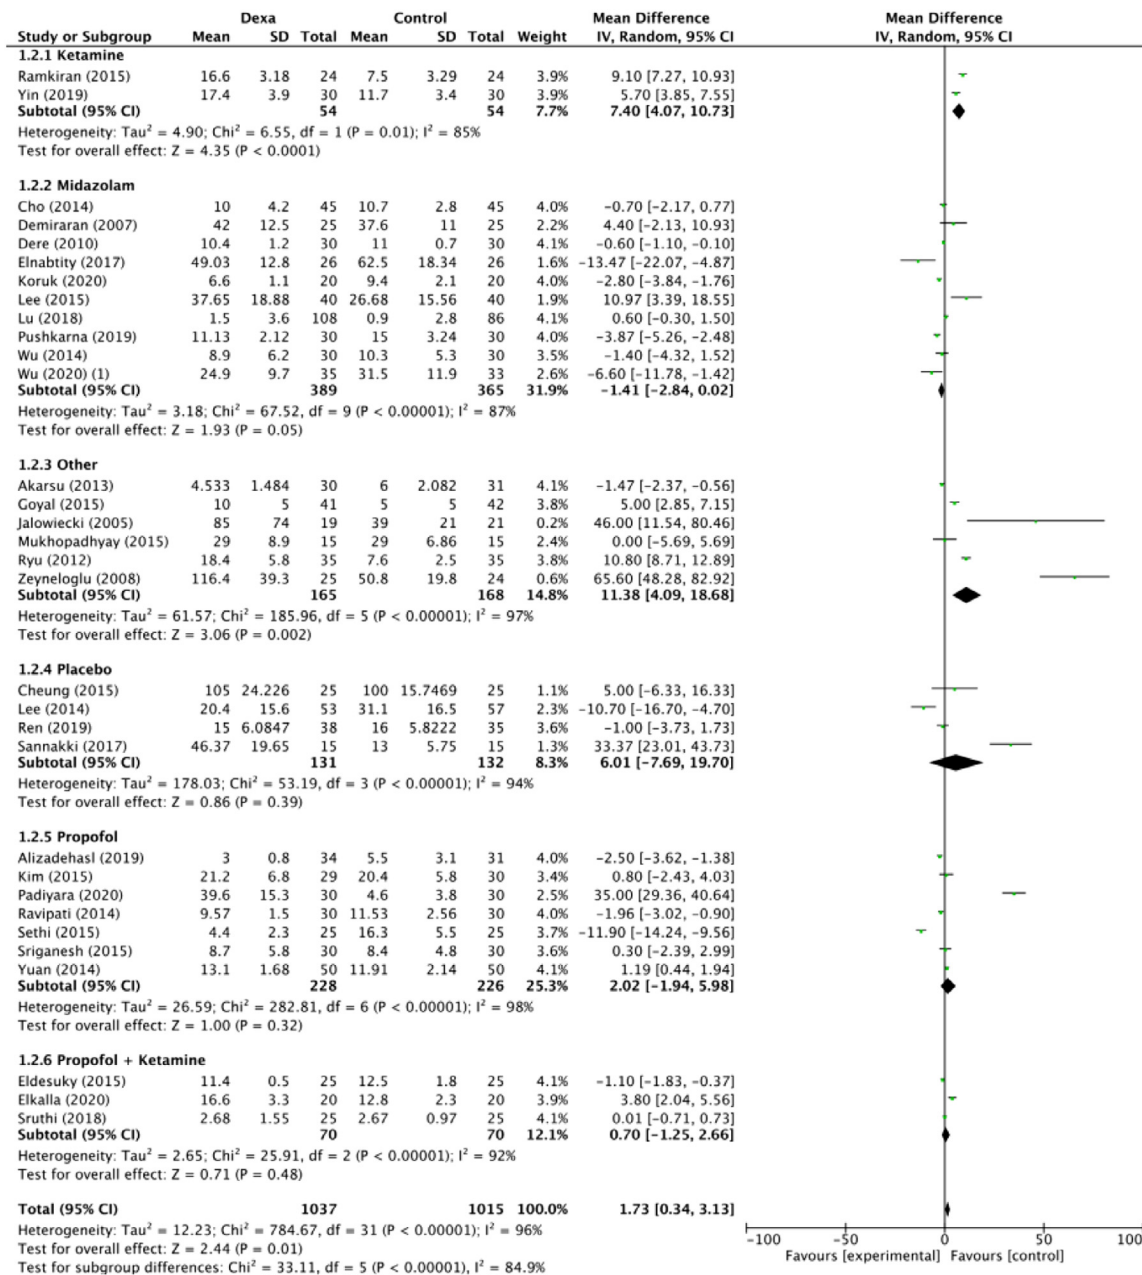 Dexa Control Mean Difference Mean Difference
Study or Subgroup Mean SD Total Mean SD Total Weight IV, Random, 95% CI IV, Random, 95% CI
1.2.1 Ketamine
Ramkiran (2015) 16.6 3.18 24 7.5 3.29 24 3.9% 9.10 [7.27, 10.93]
Yin (2019) 17.4 3.9 30 11.7 3.4 30 3.9% 5.70 [3.85, 7.55]
Subtotal (95% CI) 54 54 7.7% 7.40 [4.07, 10.73]
Heterogeneity: Tau² = 4.90; Chi² = 6.55, df = 1 (P = 0.01); I² = 85%
Test for overall effect: Z = 4.35 (P < 0.0001)
1.2.2 Midazolam
Cho (2014) 10 4.2 45 10.7 2.8 45 4.0% −0.70 [−2.17, 0.77]
Demiraran (2007) 42 12.5 25 37.6 11 25 2.2% 4.40 [−2.13, 10.93]
Dere (2010) 10.4 1.2 30 11 0.7 30 4.1% −0.60 [−1.10, −0.10]
Elnabtity (2017) 49.03 12.8 26 62.5 18.34 26 1.6% −13.47 [−22.07, −4.87]
Koruk (2020) 6.6 1.1 20 9.4 2.1 20 4.0% −2.80 [−3.84, −1.76]
Lee (2015) 37.65 18.88 40 26.68 15.56 40 1.9% 10.97 [3.39, 18.55]
Lu (2018) 1.5 3.6 108 0.9 2.8 86 4.1% 0.60 [−0.30, 1.50]
Pushkarna (2019) 11.13 2.12 30 15 3.24 30 4.0% −3.87 [−5.26, −2.48]
Wu (2014) 8.9 6.2 30 10.3 5.3 30 3.5% −1.40 [−4.32, 1.52]
Wu (2020) (1) 24.9 9.7 35 31.5 11.9 33 2.6% −6.60 [−11.78, −1.42]
Subtotal (95% CI) 389 365 31.9% −1.41 [−2.84, 0.02]
Heterogeneity: Tau² = 3.18; Chi² = 67.52, df = 9 (P < 0.00001); I² = 87%
Test for overall effect: Z = 1.93 (P = 0.05)
1.2.3 Other
Akarsu (2013) 4.533 1.484 30 6 2.082 31 4.1% −1.47 [−2.37, −0.56]
Goyal (2015) 10 5 41 5 5 42 3.8% 5.00 [2.85, 7.15]
Jalowiecki (2005) 85 74 19 39 21 21 0.2% 46.00 [11.54, 80.46]
Mukhopadhyay (2015) 29 8.9 15 29 6.86 15 2.4% 0.00 [−5.69, 5.69]
Ryu (2012) 18.4 5.8 35 7.6 2.5 35 3.8% 10.80 [8.71, 12.89]
Zeyneloglu (2008) 116.4 39.3 25 50.8 19.8 24 0.6% 65.60 [48.28, 82.92]
Subtotal (95% CI) 165 168 14.8% 11.38 [4.09, 18.68]
Heterogeneity: Tau² = 61.57; Chi² = 185.96, df = 5 (P < 0.00001); I² = 97%
Test for overall effect: Z = 3.06 (P = 0.002)
1.2.4 Placebo
Cheung (2015) 105 24.226 25 100 15.7469 25 1.1% 5.00 [−6.33, 16.33]
Lee (2014) 20.4 15.6 53 31.1 16.5 57 2.3% −10.70 [−16.70, −4.70]
Ren (2019) 15 6.0847 38 16 5.8222 35 3.6% −1.00 [−3.73, 1.73]
Sannakki (2017) 46.37 19.65 15 13 5.75 15 1.3% 33.37 [23.01, 43.73]
Subtotal (95% CI) 131 132 8.3% 6.01 [−7.69, 19.70]
Heterogeneity: Tau² = 178.03; Chi² = 53.19, df = 3 (P < 0.00001); I² = 94%
Test for overall effect: Z = 0.86 (P = 0.39)
1.2.5 Propofol
Alizadehasl (2019) 3 0.8 34 5.5 3.1 31 4.0% −2.50 [−3.62, −1.38]
Kim (2015) 21.2 6.8 29 20.4 5.8 30 3.4% 0.80 [−2.43, 4.03]
Padiyara (2020) 39.6 15.3 30 4.6 3.8 30 2.5% 35.00 [29.36, 40.64]
Ravipati (2014) 9.57 1.5 30 11.53 2.56 30 4.0% −1.96 [−3.02, −0.90]
Sethi (2015) 4.4 2.3 25 16.3 5.5 25 3.7% −11.90 [−14.24, −9.56]
Sriganesh (2015) 8.7 5.8 30 8.4 4.8 30 3.6% 0.30 [−2.39, 2.99]
Yuan (2014) 13.1 1.68 50 11.91 2.14 50 4.1% 1.19 [0.44, 1.94]
Subtotal (95% CI) 228 226 25.3% 2.02 [−1.94, 5.98]
Heterogeneity: Tau² = 26.59; Chi² = 282.81, df = 6 (P < 0.00001); I² = 98%
Test for overall effect: Z = 1.00 (P = 0.32)
1.2.6 Propofol + Ketamine
Eldesuky (2015) 11.4 0.5 25 12.5 1.8 25 4.1% −1.10 [−1.83, −0.37]
Elkalla (2020) 16.6 3.3 20 12.8 2.3 20 3.9% 3.80 [2.04, 5.56]
Sruthi (2018) 2.68 1.55 25 2.67 0.97 25 4.1% 0.01 [−0.71, 0.73]
Subtotal (95% CI) 70 70 12.1% 0.70 [−1.25, 2.66]
Heterogeneity: Tau² = 2.65; Chi² = 25.91, df = 2 (P < 0.00001); I² = 92%
Test for overall effect: Z = 0.71 (P = 0.48)
Total (95% CI) 1037 1015 100.0% 1.73 [0.34, 3.13]
Heterogeneity: Tau² = 12.23; Chi² = 784.67, df = 31 (P < 0.00001); I² = 96%
Test for overall effect: Z = 2.44 (P = 0.01)
Test for subgroup differences: Chi² = 33.11, df = 5 (P < 0.00001), I² = 84.9%
−100 −50 0 50 100
Favours [experimental] Favours [control]